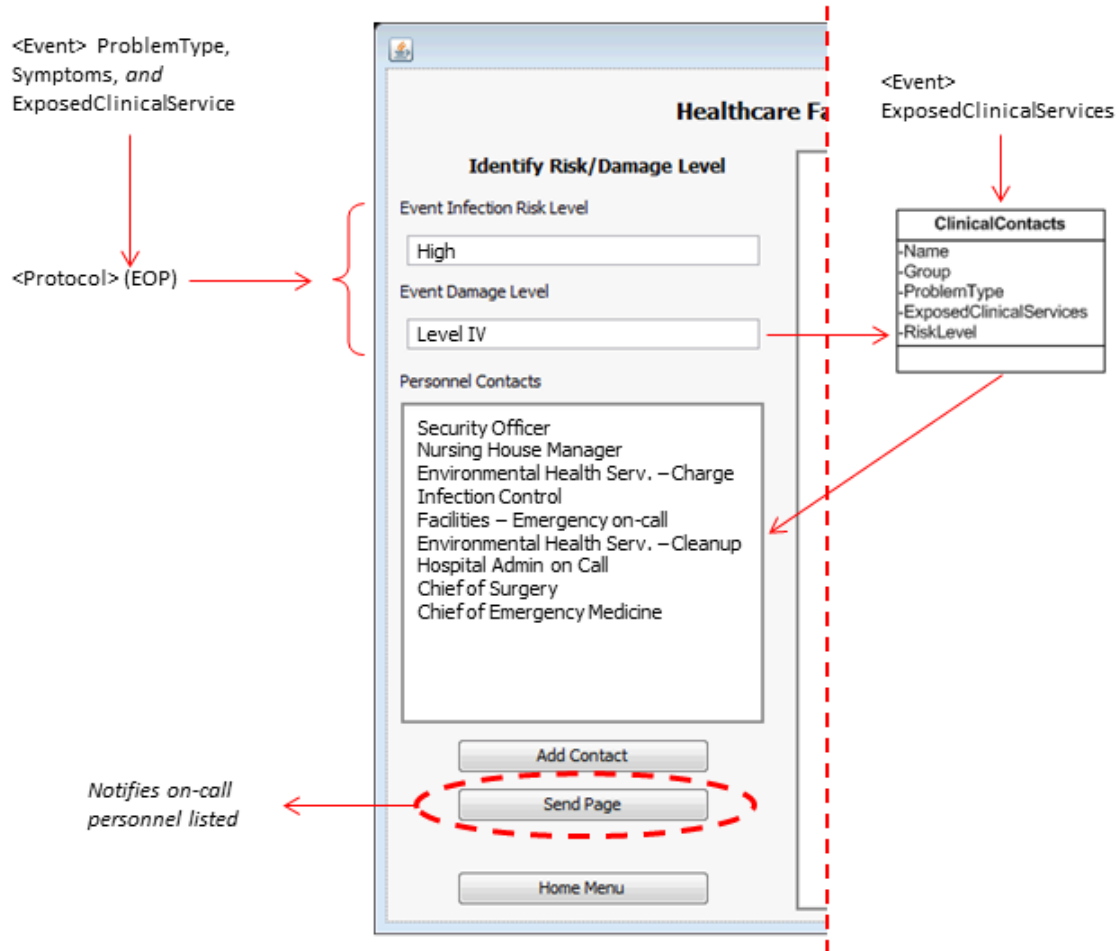 <Event> ProblemType,
Symptoms, and
ExposedClinicalService
<Protocol> (EOP)
Healthcare Fa
Identify Risk/Damage Level
Event Infection Risk Level
High
Event Damage Level
Level IV
Personnel Contacts
Security Officer
Nursing House Manager
Environmental Health Serv. – Charge
Infection Control
Facilities – Emergency on-call
Environmental Health Serv. – Cleanup
Hospital Admin on Call
Chief of Surgery
Chief of Emergency Medicine
Add Contact
Send Page
Home Menu
Notifies on-call
personnel listed
<Event>
ExposedClinicalServices
ClinicalContacts
-Name
-Group
-ProblemType
-ExposedClinicalServices
-RiskLevel